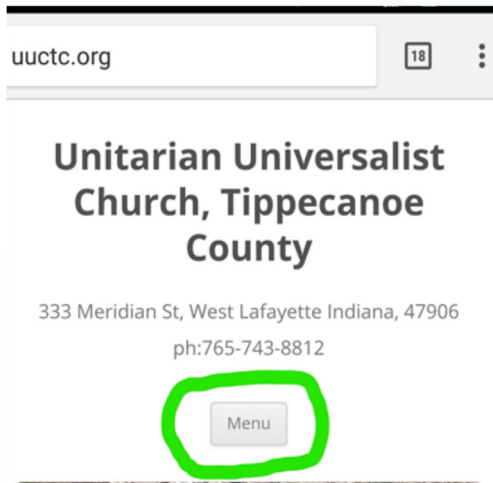 uuctc.org
18
Unitarian Universalist
Church, Tippecanoe
County
333 Meridian St, West Lafayette Indiana, 47906
ph:765-743-8812
Menu